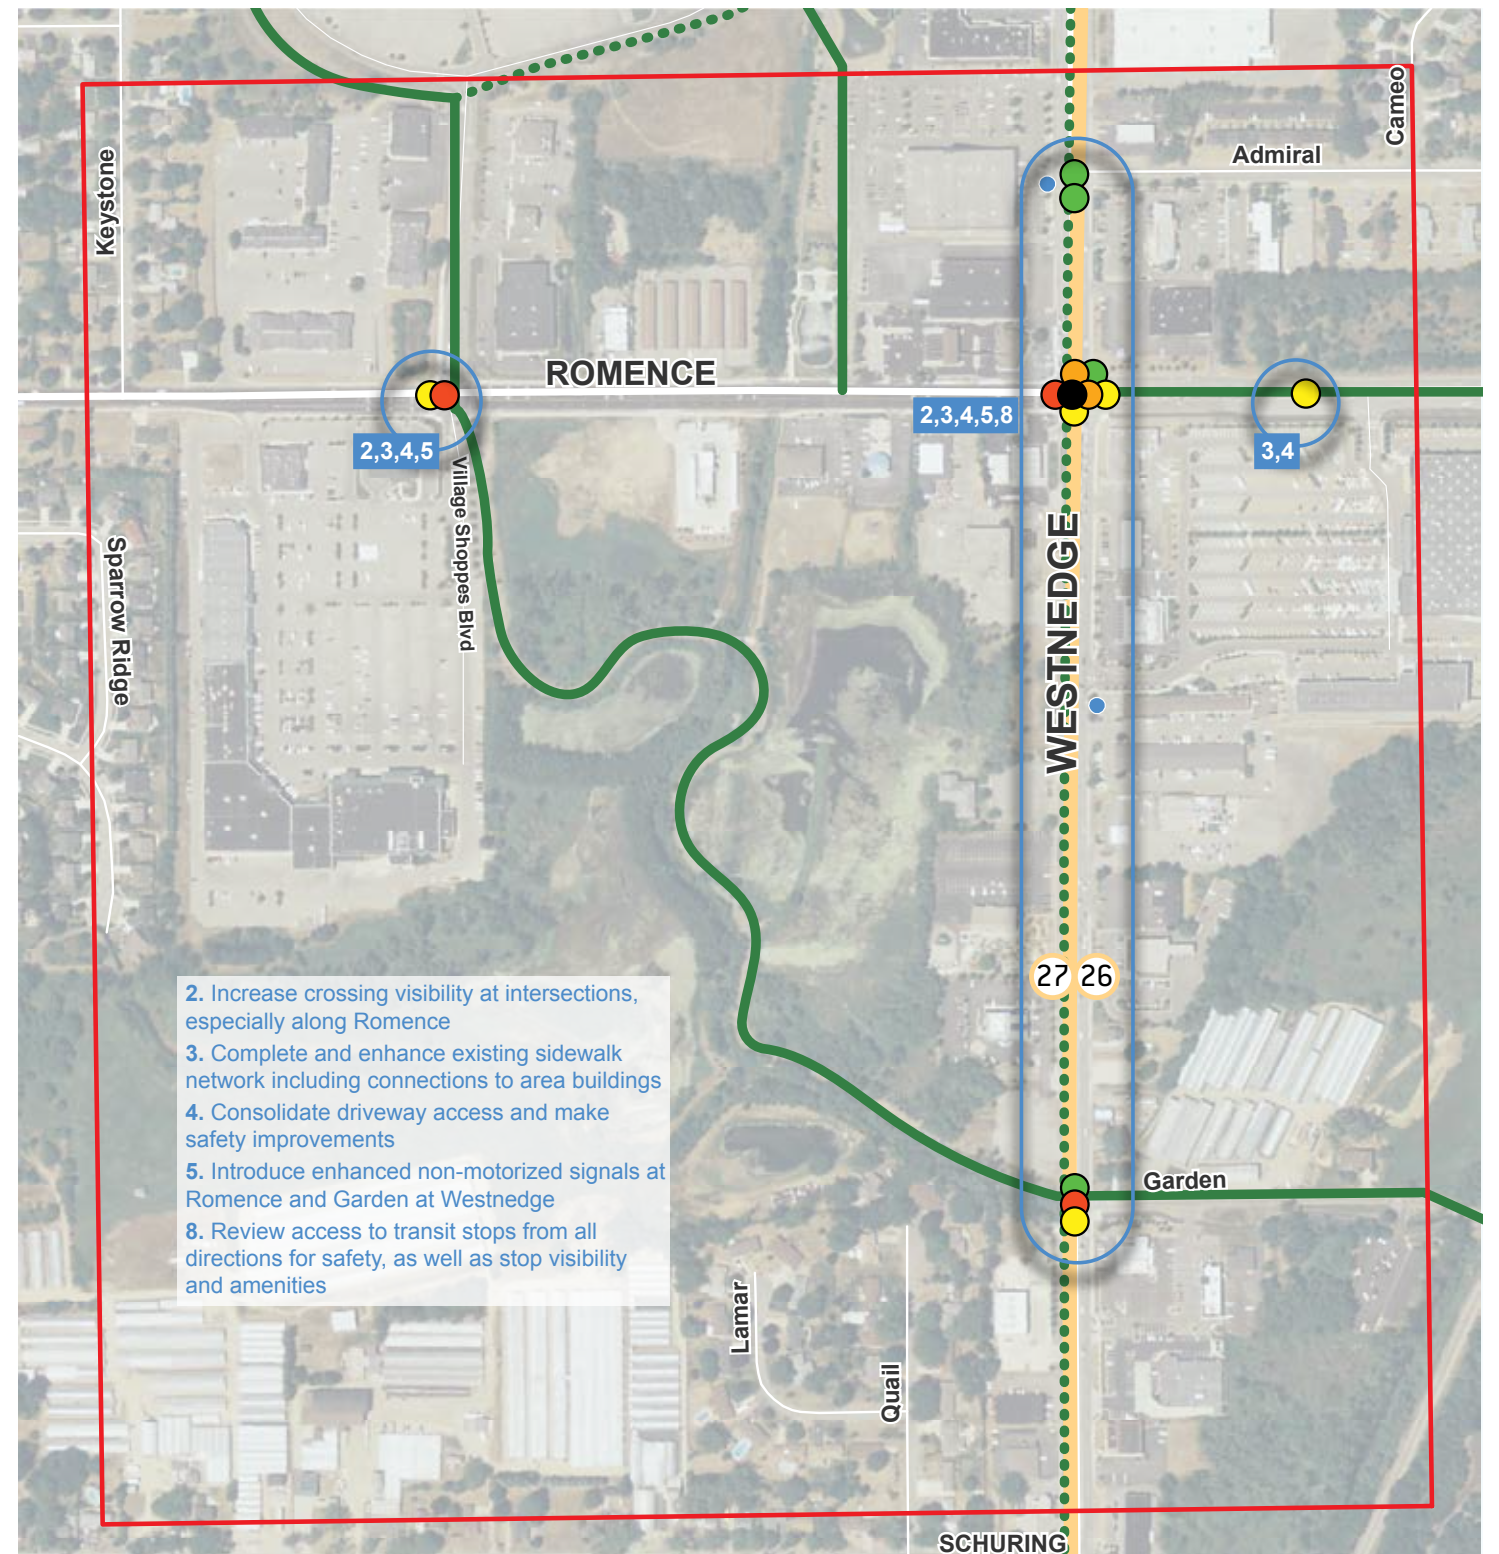 Cameo
Admiral
Keystone
ROMENCE
2,3,4,5,8
2,3,4,5
3,4
Village Shoppes Blvd
WESTNEDGE
Sparrow Ridge
27 26
2. Increase crossing visibility at intersections,
especially along Romence
3. Complete and enhance existing sidewalk
network including connections to area buildings
4. Consolidate driveway access and make
safety improvements
5. Introduce enhanced non-motorized signals at
Romence and Garden at Westnedge
8. Review access to transit stops from all
directions for safety, as well as stop visibility
and amenities
Garden
Lamar
Quail
SCHURING